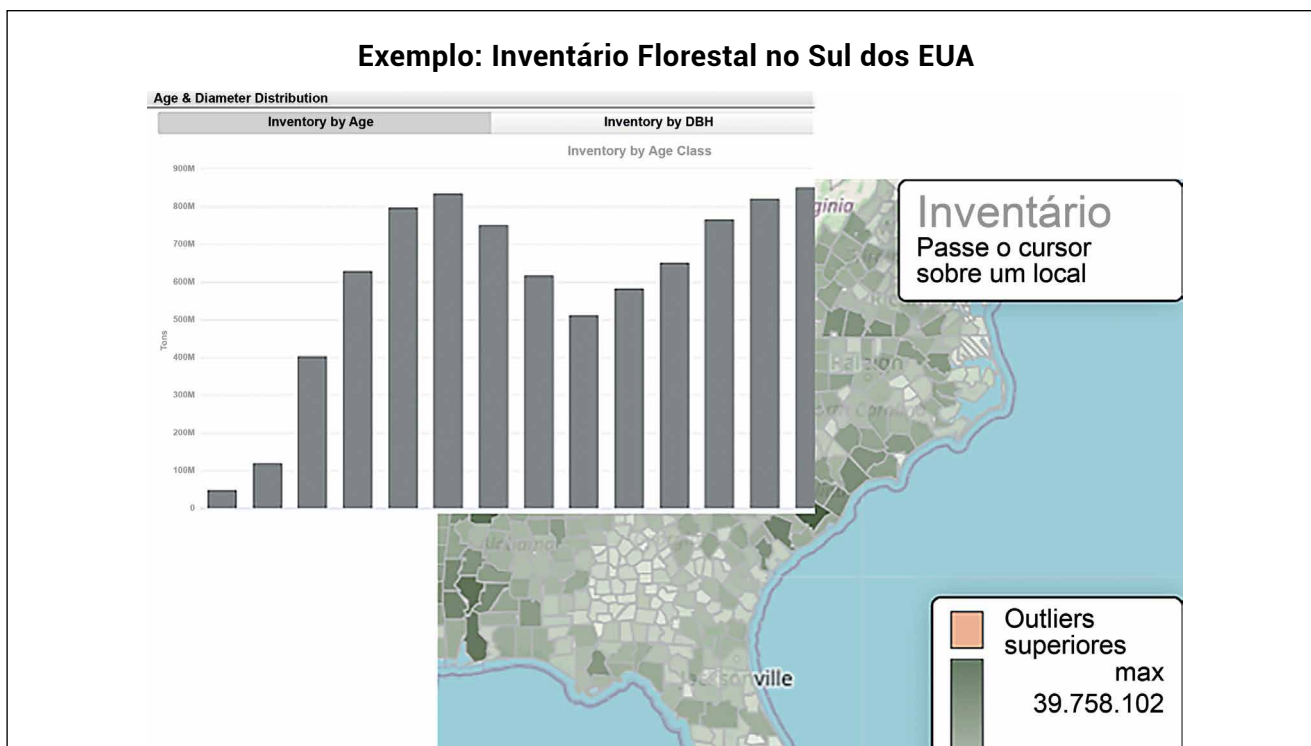 Exemplo: Inventário Florestal no Sul dos EUA
Age & Diameter Distribution
Inventory by Age
Inventory by DBH
Inventory by Age Class
900M
800M
700M
600M
500M
400M
300M
200M
100M
0
Tons
ginia
Inventário
Passe o cursor
sobre um local
Raleigh
Jacksonville
Outliers
superiores
max
39.758.102